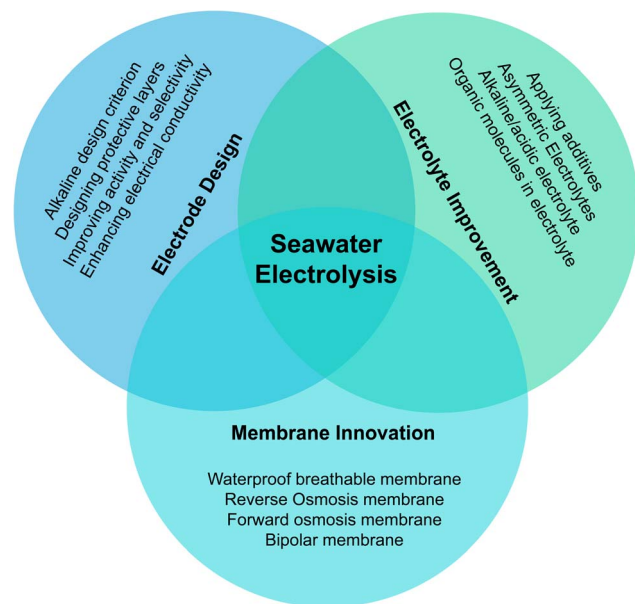 Alkaline design criterion
Designing protective layers
Improving activity and selectivity
Enhancing electrical conductivity
Electrode Design
Applying additives
Asymmetric Electrolytes
Alkaline/acidic electrolyte
Organic molecules in electrolyte
Electrolyte Improvement
Seawater
Electrolysis
Membrane Innovation
Waterproof breathable membrane
Reverse Osmosis membrane
Forward osmosis membrane
Bipolar membrane